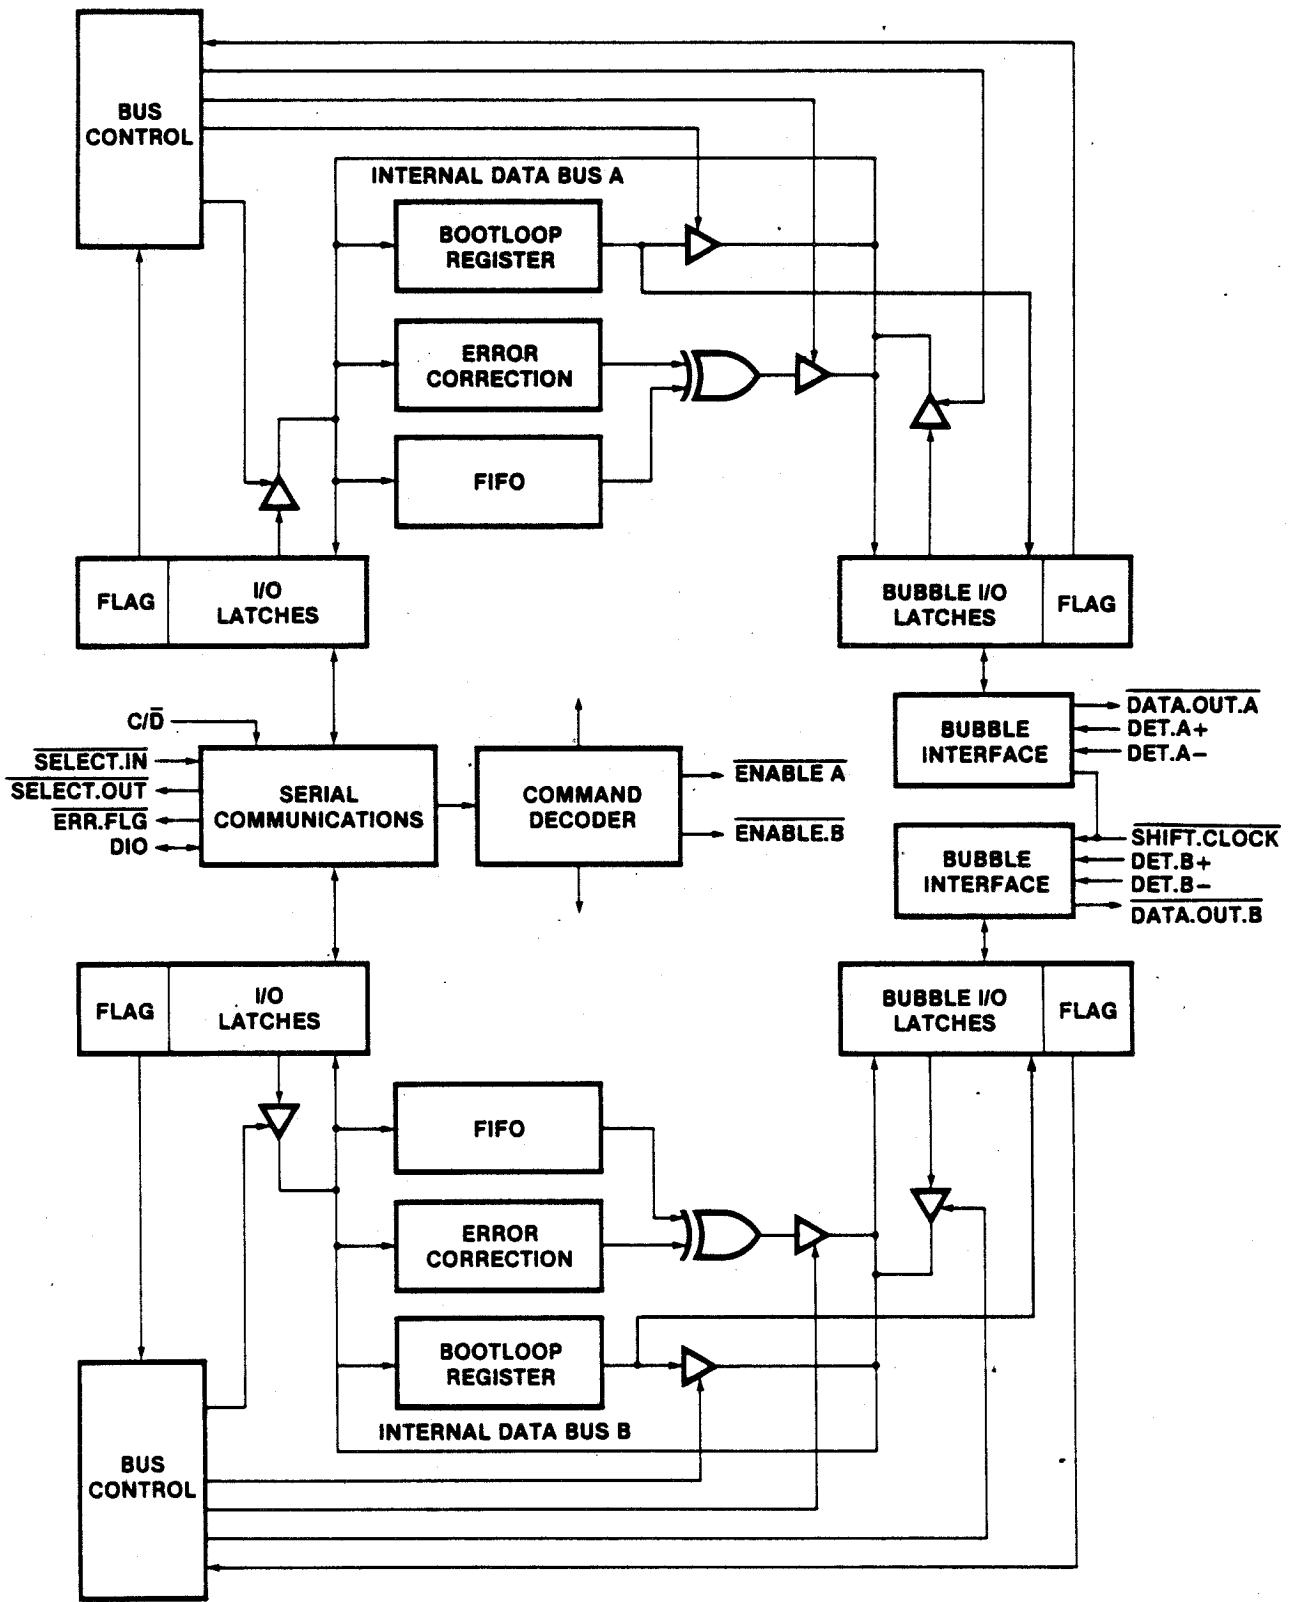 BUS
CONTROL
INTERNAL DATA BUS A
BOOTLOOP
REGISTER
ERROR
CORRECTION
FIFO
FLAG
I/O
LATCHES
BUBBLE I/O
LATCHES
FLAG
C/D̅
SELECT.IN
SELECT.OUT
ERR.FLG
DIO
SERIAL
COMMUNICATIONS
COMMAND
DECODER
ENABLE A
ENABLE.B
BUBBLE
INTERFACE
DATA.OUT.A
DET.A+
DET.A−
BUBBLE
INTERFACE
SHIFT.CLOCK
DET.B+
DET.B−
DATA.OUT.B
FLAG
I/O
LATCHES
BUBBLE I/O
LATCHES
FLAG
FIFO
ERROR
CORRECTION
BOOTLOOP
REGISTER
INTERNAL DATA BUS B
BUS
CONTROL